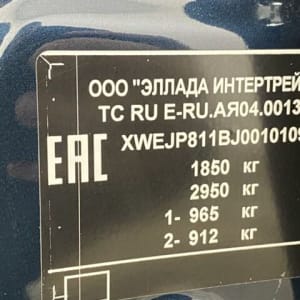 ООО "ЭЛЛАДА ИНТЕРТРЕЙ
ТС RU E-RU.АЯ04.0013
EAC
XWEJP811BJ0010109
1850 кг
2950 кг
1- 965 кг
2- 912 кг